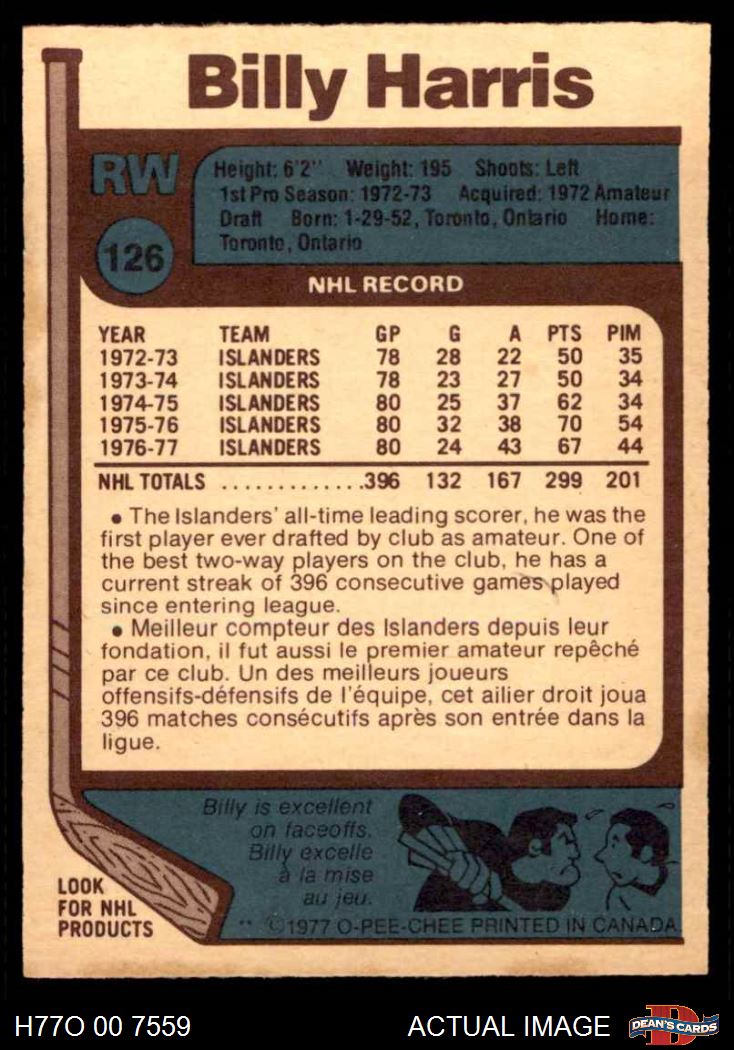 Billy Harris
RW
Height: 6'2" Weight: 195 Shoots: Left
1st Pro Season: 1972-73 Acquired: 1972 Amateur
Draft Born: 1-29-52, Toronto, Ontario Home:
Toronto, Ontario
126
NHL RECORD
YEAR TEAM GP G A PTS PIM
1972-73 ISLANDERS 78 28 22 50 35
1973-74 ISLANDERS 78 23 27 50 34
1974-75 ISLANDERS 80 25 37 62 34
1975-76 ISLANDERS 80 32 38 70 54
1976-77 ISLANDERS 80 24 43 67 44
NHL TOTALS .............396 132 167 299 201
• The Islanders' all-time leading scorer, he was the
first player ever drafted by club as amateur. One of
the best two-way players on the club, he has a
current streak of 396 consecutive games played
since entering league.
• Meilleur compteur des Islanders depuis leur
fondation, il fut aussi le premier amateur repêché
par ce club. Un des meilleurs joueurs
offensifs-défensifs de l'équipe, cet ailier droit joua
396 matches consécutifs après son entrée dans la
ligue.
Billy is excellent
on faceoffs.
Billy excelle
à la mise
au jeu.
LOOK
FOR NHL
PRODUCTS
** ©1977 O-PEE-CHEE PRINTED IN CANADA
H77O 00 7559
ACTUAL IMAGE
D
DEAN'S CARDS